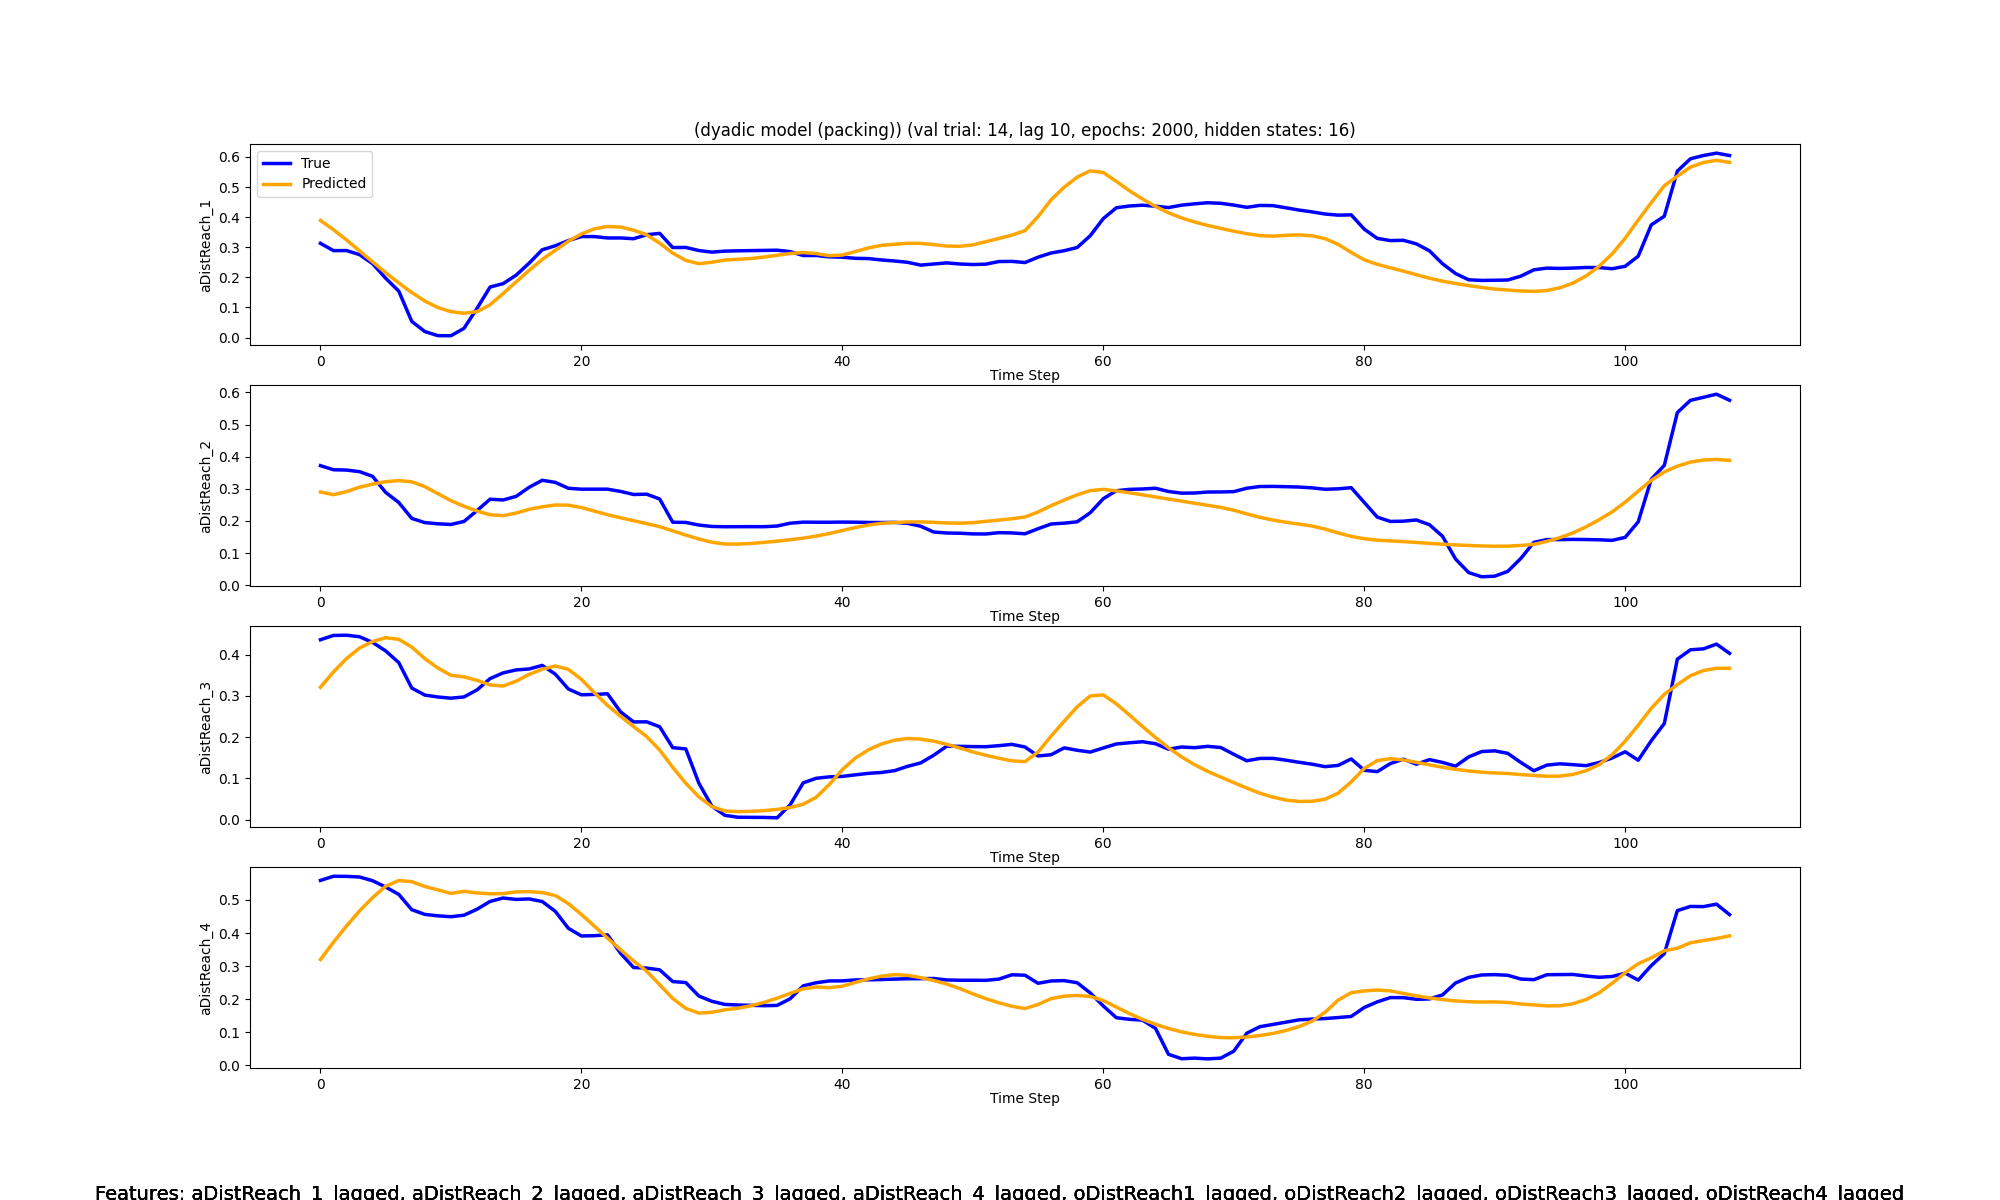 (dyadic model (packing)) (val trial: 14, lag 10, epochs: 2000, hidden states: 16)
True
Predicted
aDistReach_1
0.6
0.5
0.4
0.3
0.2
0.1
0.0
0 20 40 60 80 100
Time Step
aDistReach_2
0.6
0.5
0.4
0.3
0.2
0.1
0.0
0 20 40 60 80 100
Time Step
aDistReach_3
0.4
0.3
0.2
0.1
0.0
0 20 40 60 80 100
Time Step
aDistReach_4
0.5
0.4
0.3
0.2
0.1
0.0
0 20 40 60 80 100
Time Step
Features: aDistReach_1_lagged, aDistReach_2_lagged, aDistReach_3_lagged, aDistReach_4_lagged, oDistReach1_lagged, oDistReach2_lagged, oDistReach3_lagged, oDistReach4_lagged